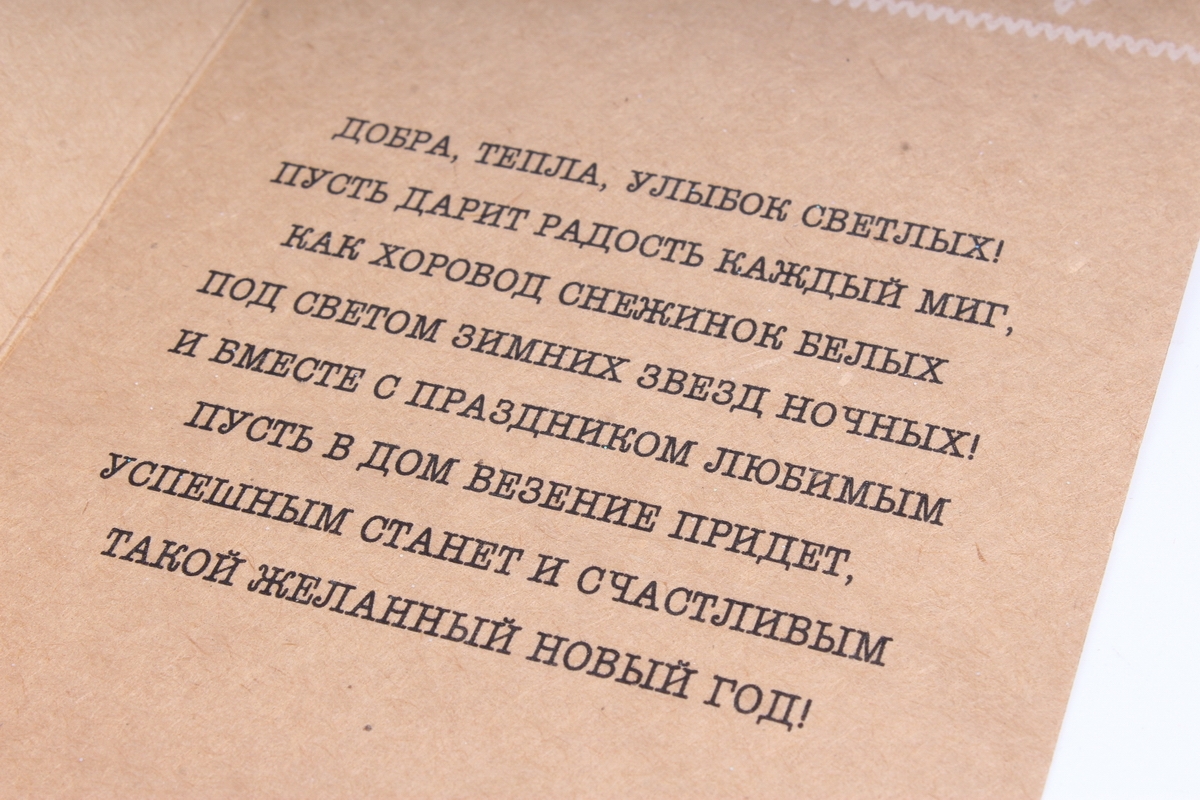 ДОБРА, ТЕПЛА, УЛЫБОК СВЕТЛЫХ!
ПУСТЬ ДАРИТ РАДОСТЬ КАЖДЫЙ МИГ,
КАК ХОРОВОД СНЕЖИНОК БЕЛЫХ
ПОД СВЕТОМ ЗИМНИХ ЗВЕЗД НОЧНЫХ!
И ВМЕСТЕ С ПРАЗДНИКОМ ЛЮБИМЫМ
ПУСТЬ В ДОМ ВЕЗЕНИЕ ПРИДЕТ,
УСПЕШНЫМ СТАНЕТ И СЧАСТЛИВЫМ
ТАКОЙ ЖЕЛАННЫЙ НОВЫЙ ГОД!